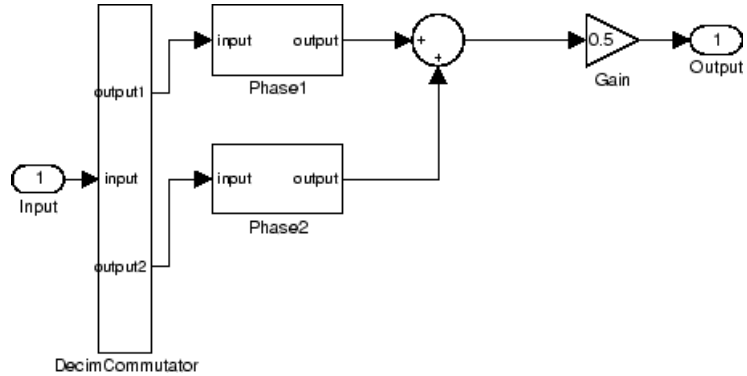 input output
Phase1
+
+
0.5
Gain
1
Output
output1
1
Input
input
output2
DecimCommutator
input output
Phase2